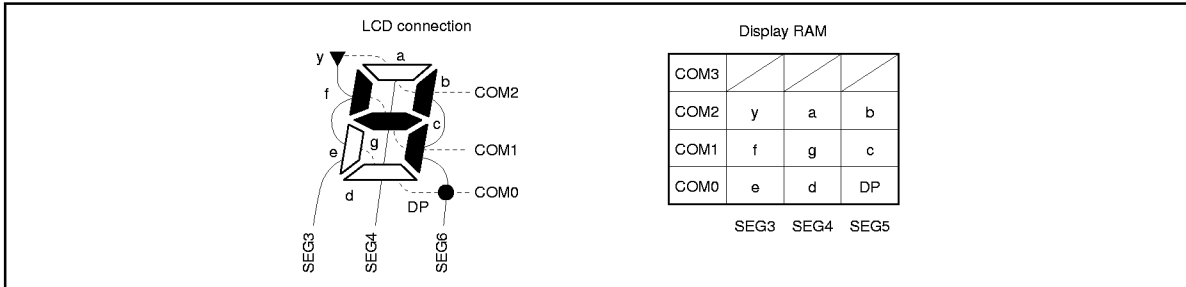 LCD connection
y
a
b
f
COM2
c
g
e
COM1
d
DP
COM0
SEG3
SEG4
SEG6
Display RAM
COM3
COM2 y a b
COM1 f g c
COM0 e d DP
SEG3 SEG4 SEG5